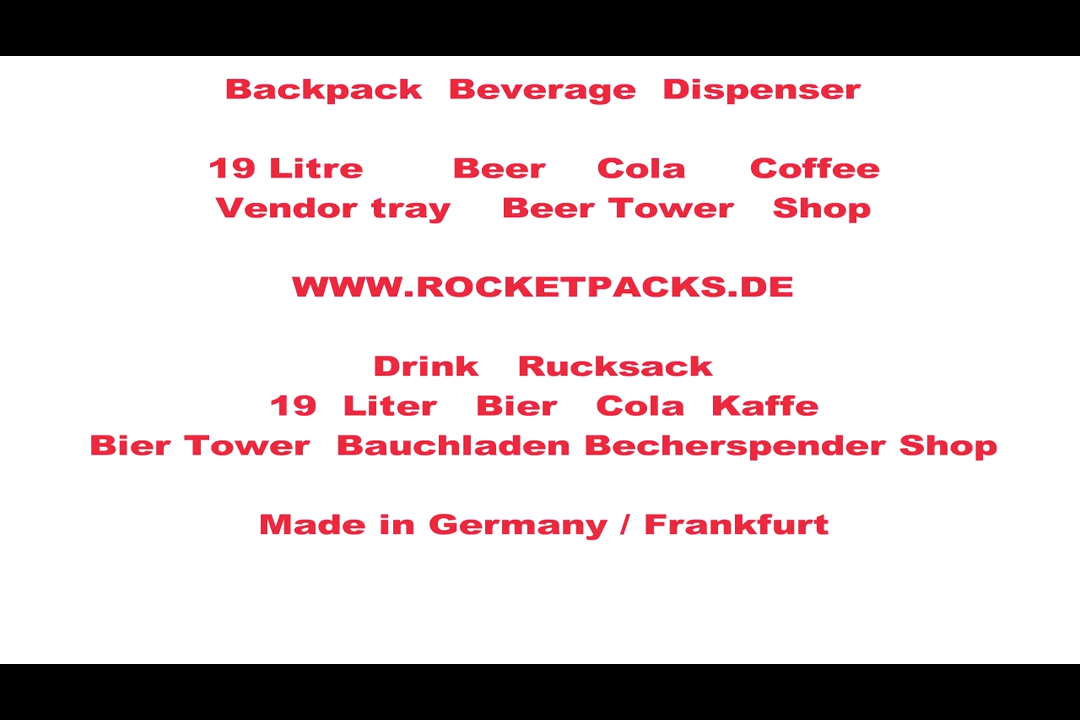 Backpack Beverage Dispenser
19 Litre Beer Cola Coffee
Vendor tray Beer Tower Shop
WWW.ROCKETPACKS.DE
Drink Rucksack
19 Liter Bier Cola Kaffe
Bier Tower Bauchladen Becherspender Shop
Made in Germany / Frankfurt